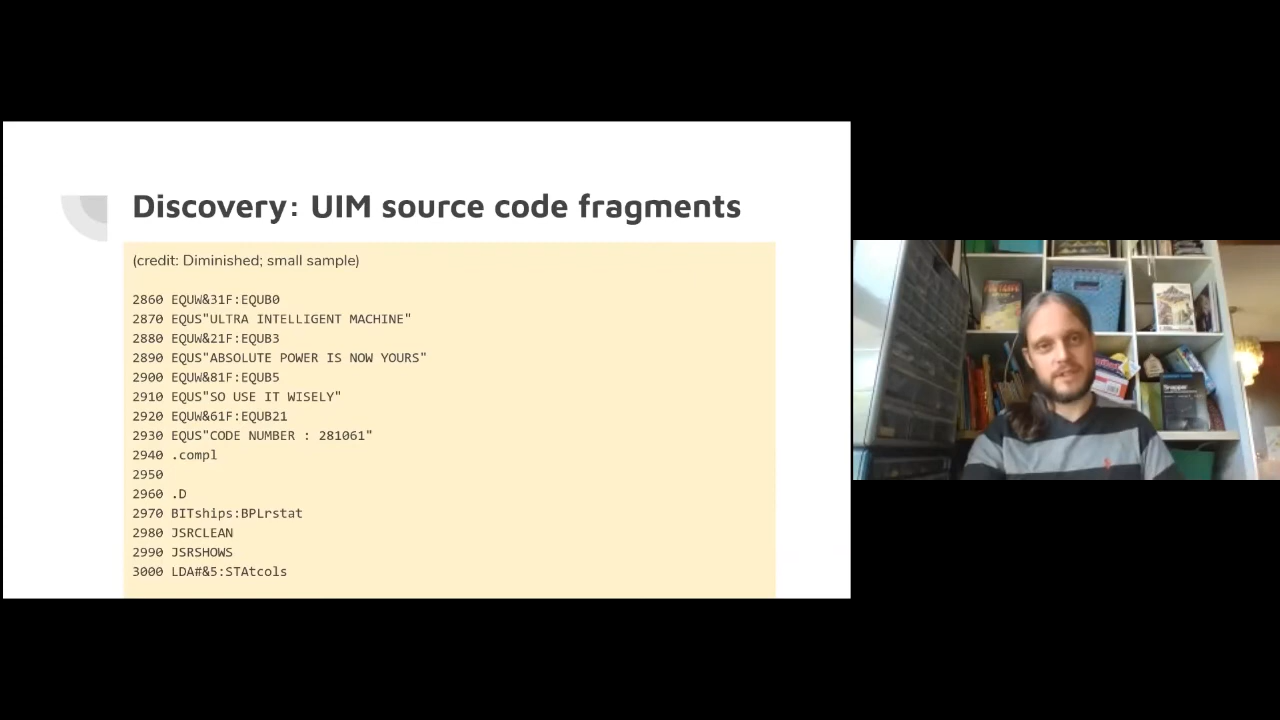 Discovery: UIM source code fragments
(credit: Diminished; small sample)
2860 EQUW&31F:EQUB0
2870 EQUS"ULTRA INTELLIGENT MACHINE"
2880 EQUW&21F:EQUB3
2890 EQUS"ABSOLUTE POWER IS NOW YOURS"
2900 EQUW&81F:EQUB5
2910 EQUS"SO USE IT WISELY"
2920 EQUW&61F:EQUB21
2930 EQUS"CODE NUMBER : 281061"
2940 .compl
2950
2960 .D
2970 BITships:BPLrstat
2980 JSRCLEAN
2990 JSRSHOWS
3000 LDA#&5:STAtcols
Snapper